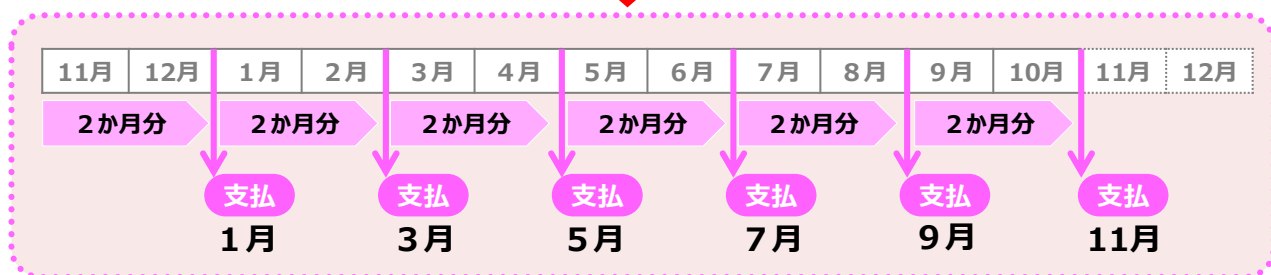 11月 12月 1月 2月 3月 4月 5月 6月 7月 8月 9月 10月 11月 12月
2か月分 2か月分 2か月分 2か月分 2か月分 2か月分
支払 支払 支払 支払 支払 支払
1月 3月 5月 7月 9月 11月